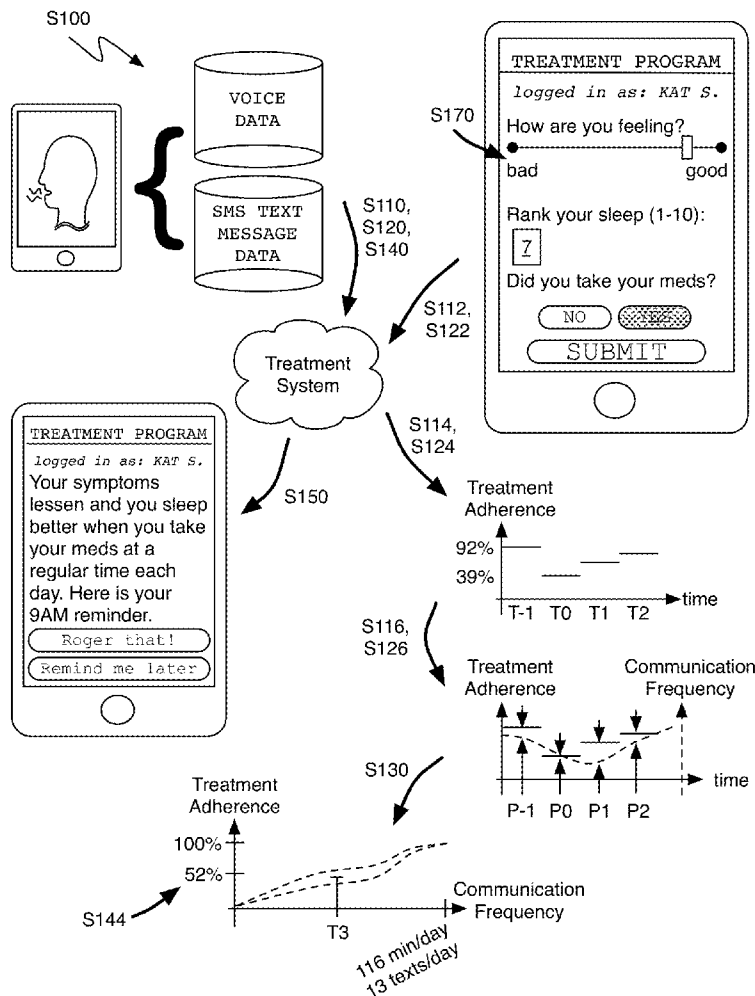 S100
VOICE
DATA
SMS TEXT
MESSAGE
DATA
S110,
S120,
S140
TREATMENT PROGRAM
logged in as: KAT S.
S170
How are you feeling?
bad
good
Rank your sleep (1-10):
7
Did you take your meds?
NO
YES
SUBMIT
S112,
S122
Treatment
System
S114,
S124
S150
TREATMENT PROGRAM
logged in as: KAT S.
Your symptoms
lessen and you sleep
better when you take
your meds at a
regular time each
day. Here is your
9AM reminder.
Roger that!
Remind me later
Treatment
Adherence
92%
39%
T-1 T0 T1 T2
time
S116,
S126
Treatment
Adherence
Communication
Frequency
time
P-1 P0 P1 P2
S130
Treatment
Adherence
100%
52%
S144
Communication
Frequency
T3
116 min/day
13 texts/day